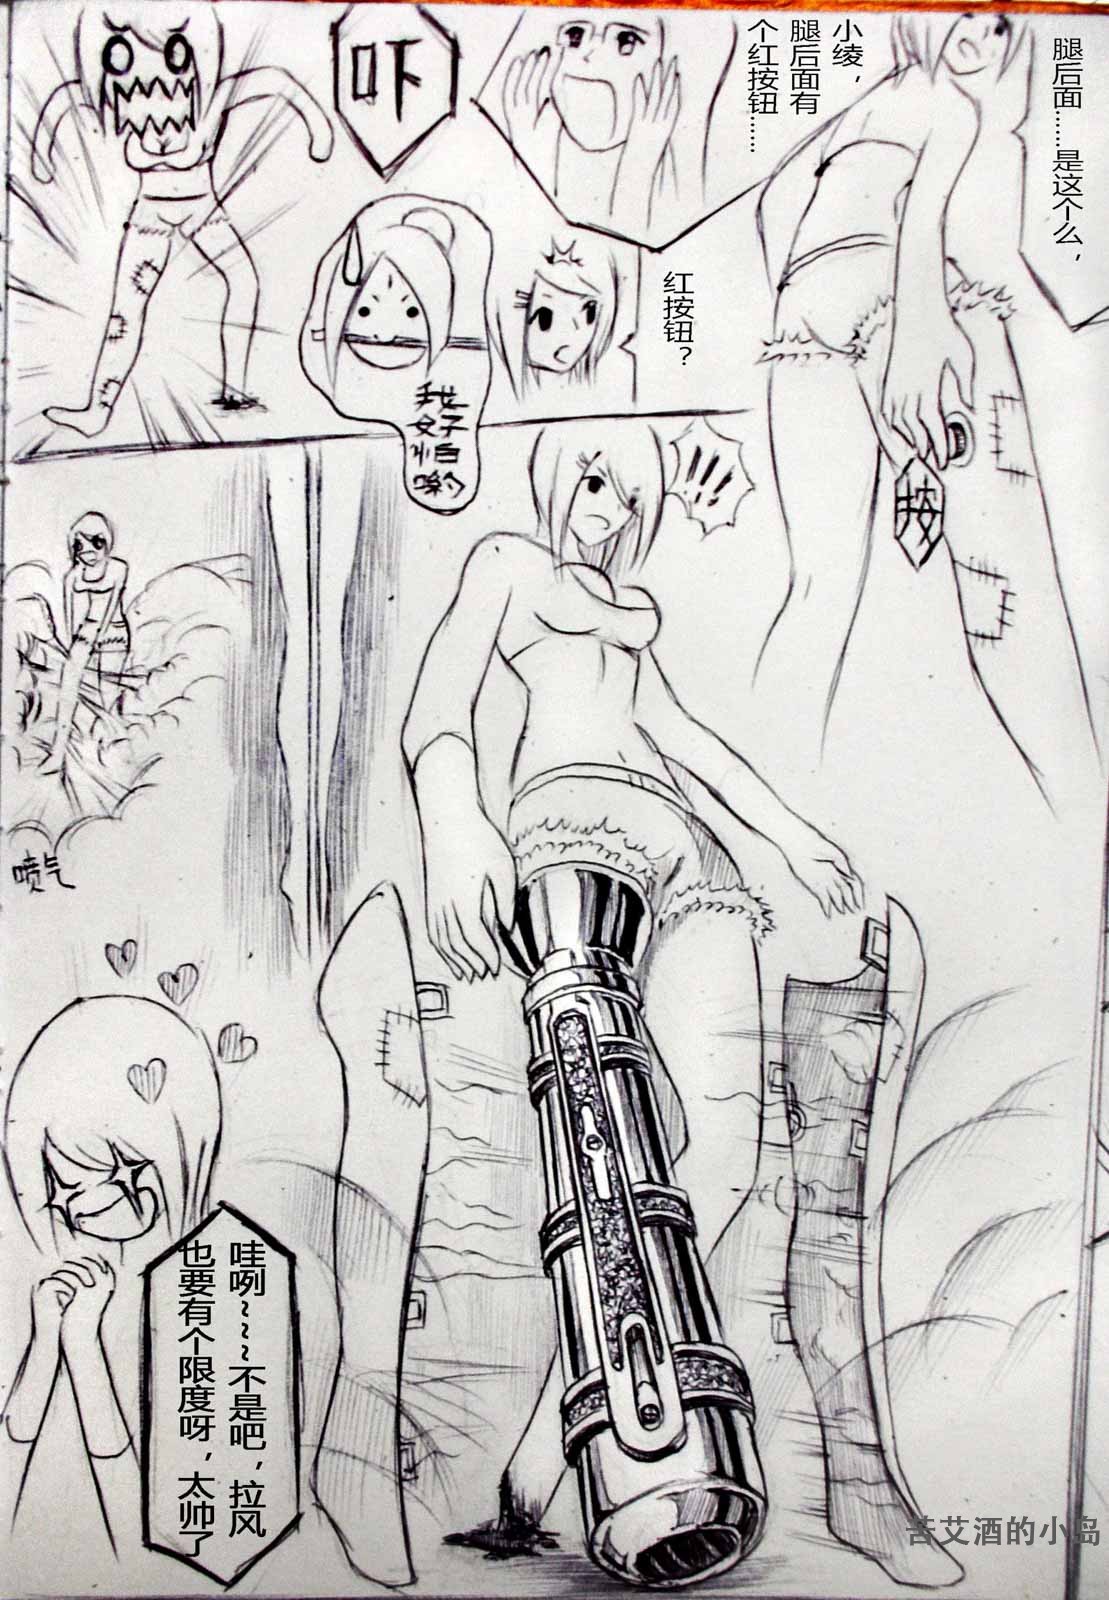 腿后面……是这个么，
小绫，
腿后面有
个红按钮……
吓
红按钮？
我
好
怕
哟
按
!!!
喷气
哇咧~~~不是吧，拉风
也要有个限度呀，太帅了
苦艾酒的小岛